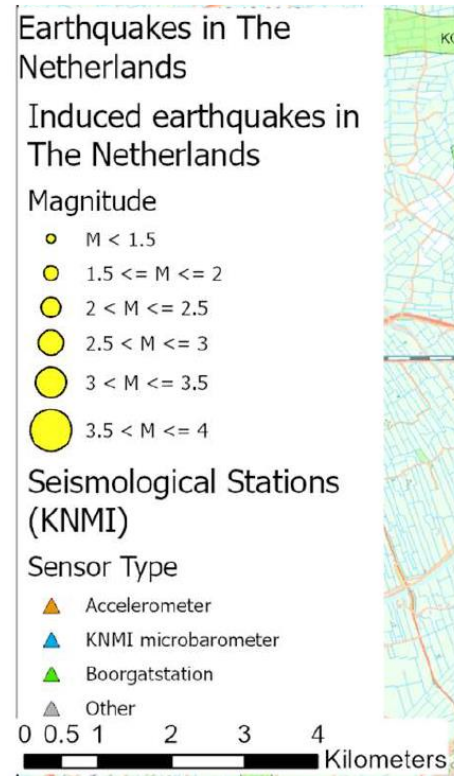 Earthquakes in The
Netherlands
Induced earthquakes in
The Netherlands
Magnitude
M < 1.5
1.5 <= M <= 2
2 < M <= 2.5
2.5 < M <= 3
3 < M <= 3.5
3.5 < M <= 4
Seismological Stations
(KNMI)
Sensor Type
Accelerometer
KNMI microbarometer
Boorgatstation
Other
0 0.5 1 2 3 4
Kilometers